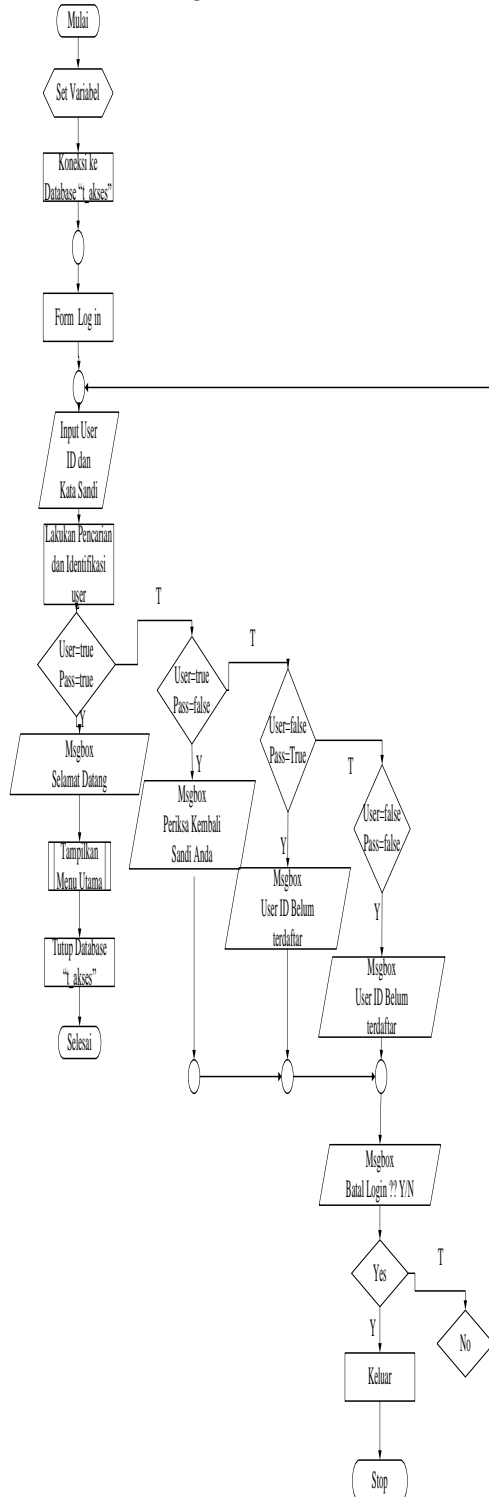 Mulai
Set Variabel
Koneksi ke
Database “t_akses”
Form Log in
Input User
ID dan
Kata Sandi
Lakukan Pencarian
dan Identifikasi
user
User=true
Pass=true
Y
T
Msgbox
Selamat Datang
Tampilkan
Menu Utama
Tutup Database
“t_akses”
Selesai
User=true
Pass=false
T
Y
Msgbox
Periksa Kembali
Sandi Anda
User=false
Pass=True
T
Y
Msgbox
User ID Belum
terdaftar
User=false
Pass=false
Y
Msgbox
User ID Belum
terdaftar
Msgbox
Batal Login ?? Y/N
Yes
T
Y
No
Keluar
Stop